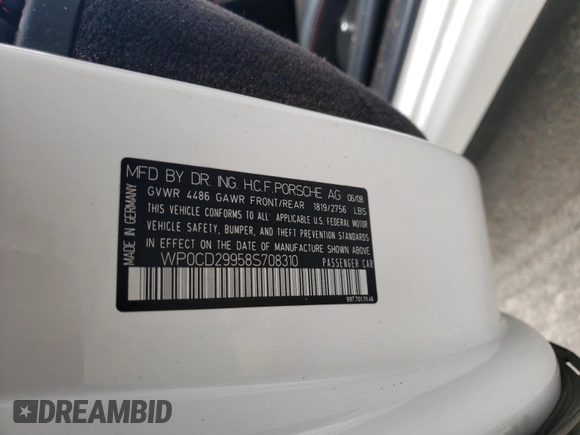 MFD BY DR. ING. H.C.F. PORSCHE AG 06/08
GVWR 4486 GAWR FRONT/REAR 1819/2756 LBS
THIS VEHICLE CONFORMS TO ALL APPLICABLE U.S. FEDERAL MOTOR
VEHICLE SAFETY, BUMPER, AND THEFT PREVENTION STANDARDS
IN EFFECT ON THE DATE OF MANUFACTURE SHOWN ABOVE
WP0CD29958S708310 PASSENGER CAR
MADE IN GERMANY
DREAMBID